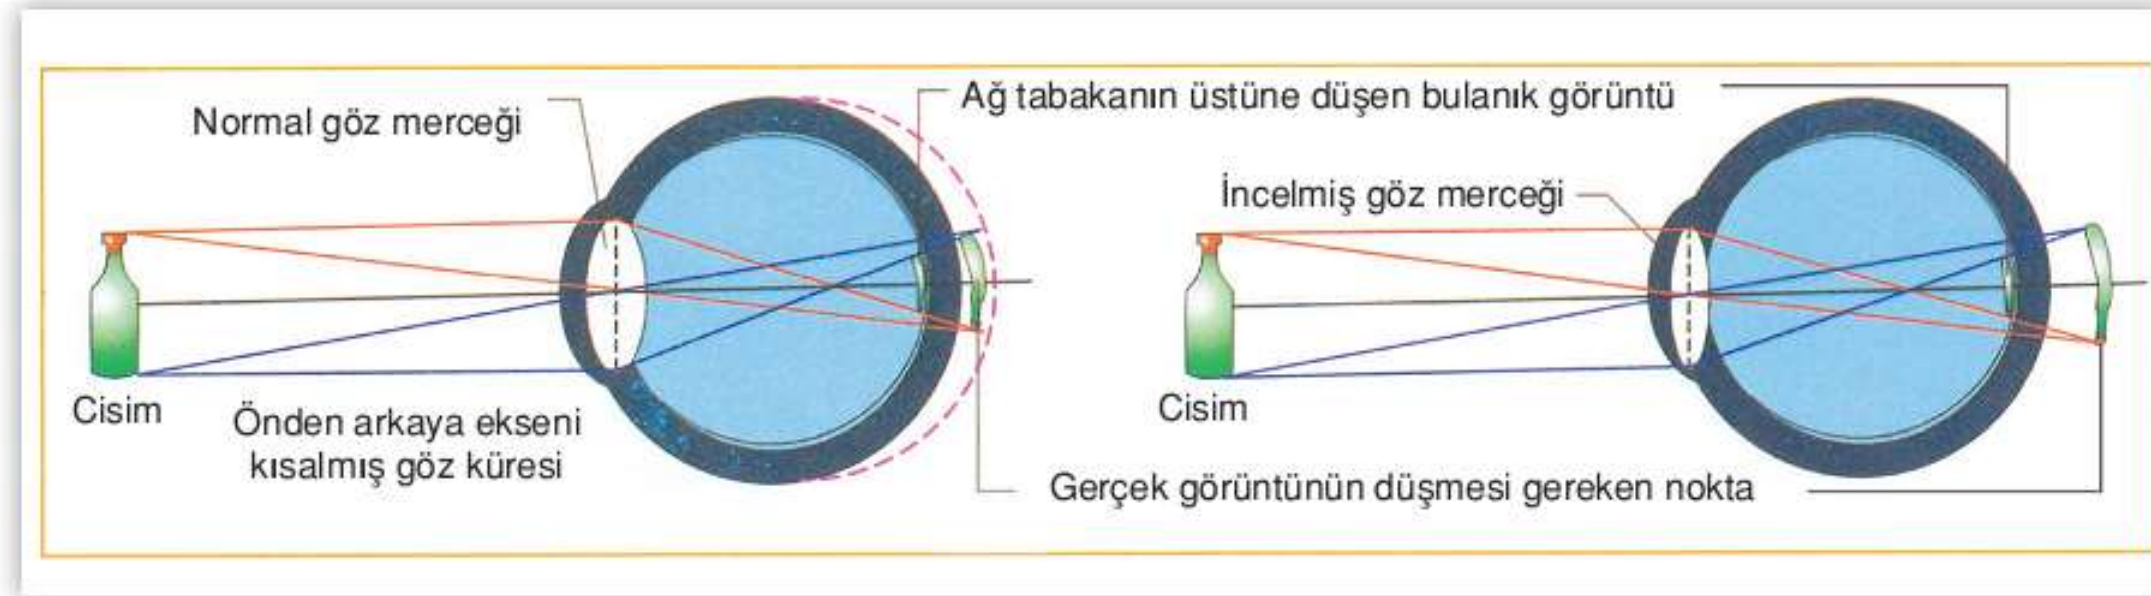 Normal göz merceği
Ağ tabakanın üstüne düşen bulanık görüntü
İncelmiş göz merceği
Cisim
Önden arkaya ekseni
kısalmış göz küresi
Cisim
Gerçek görüntünün düşmesi gereken nokta